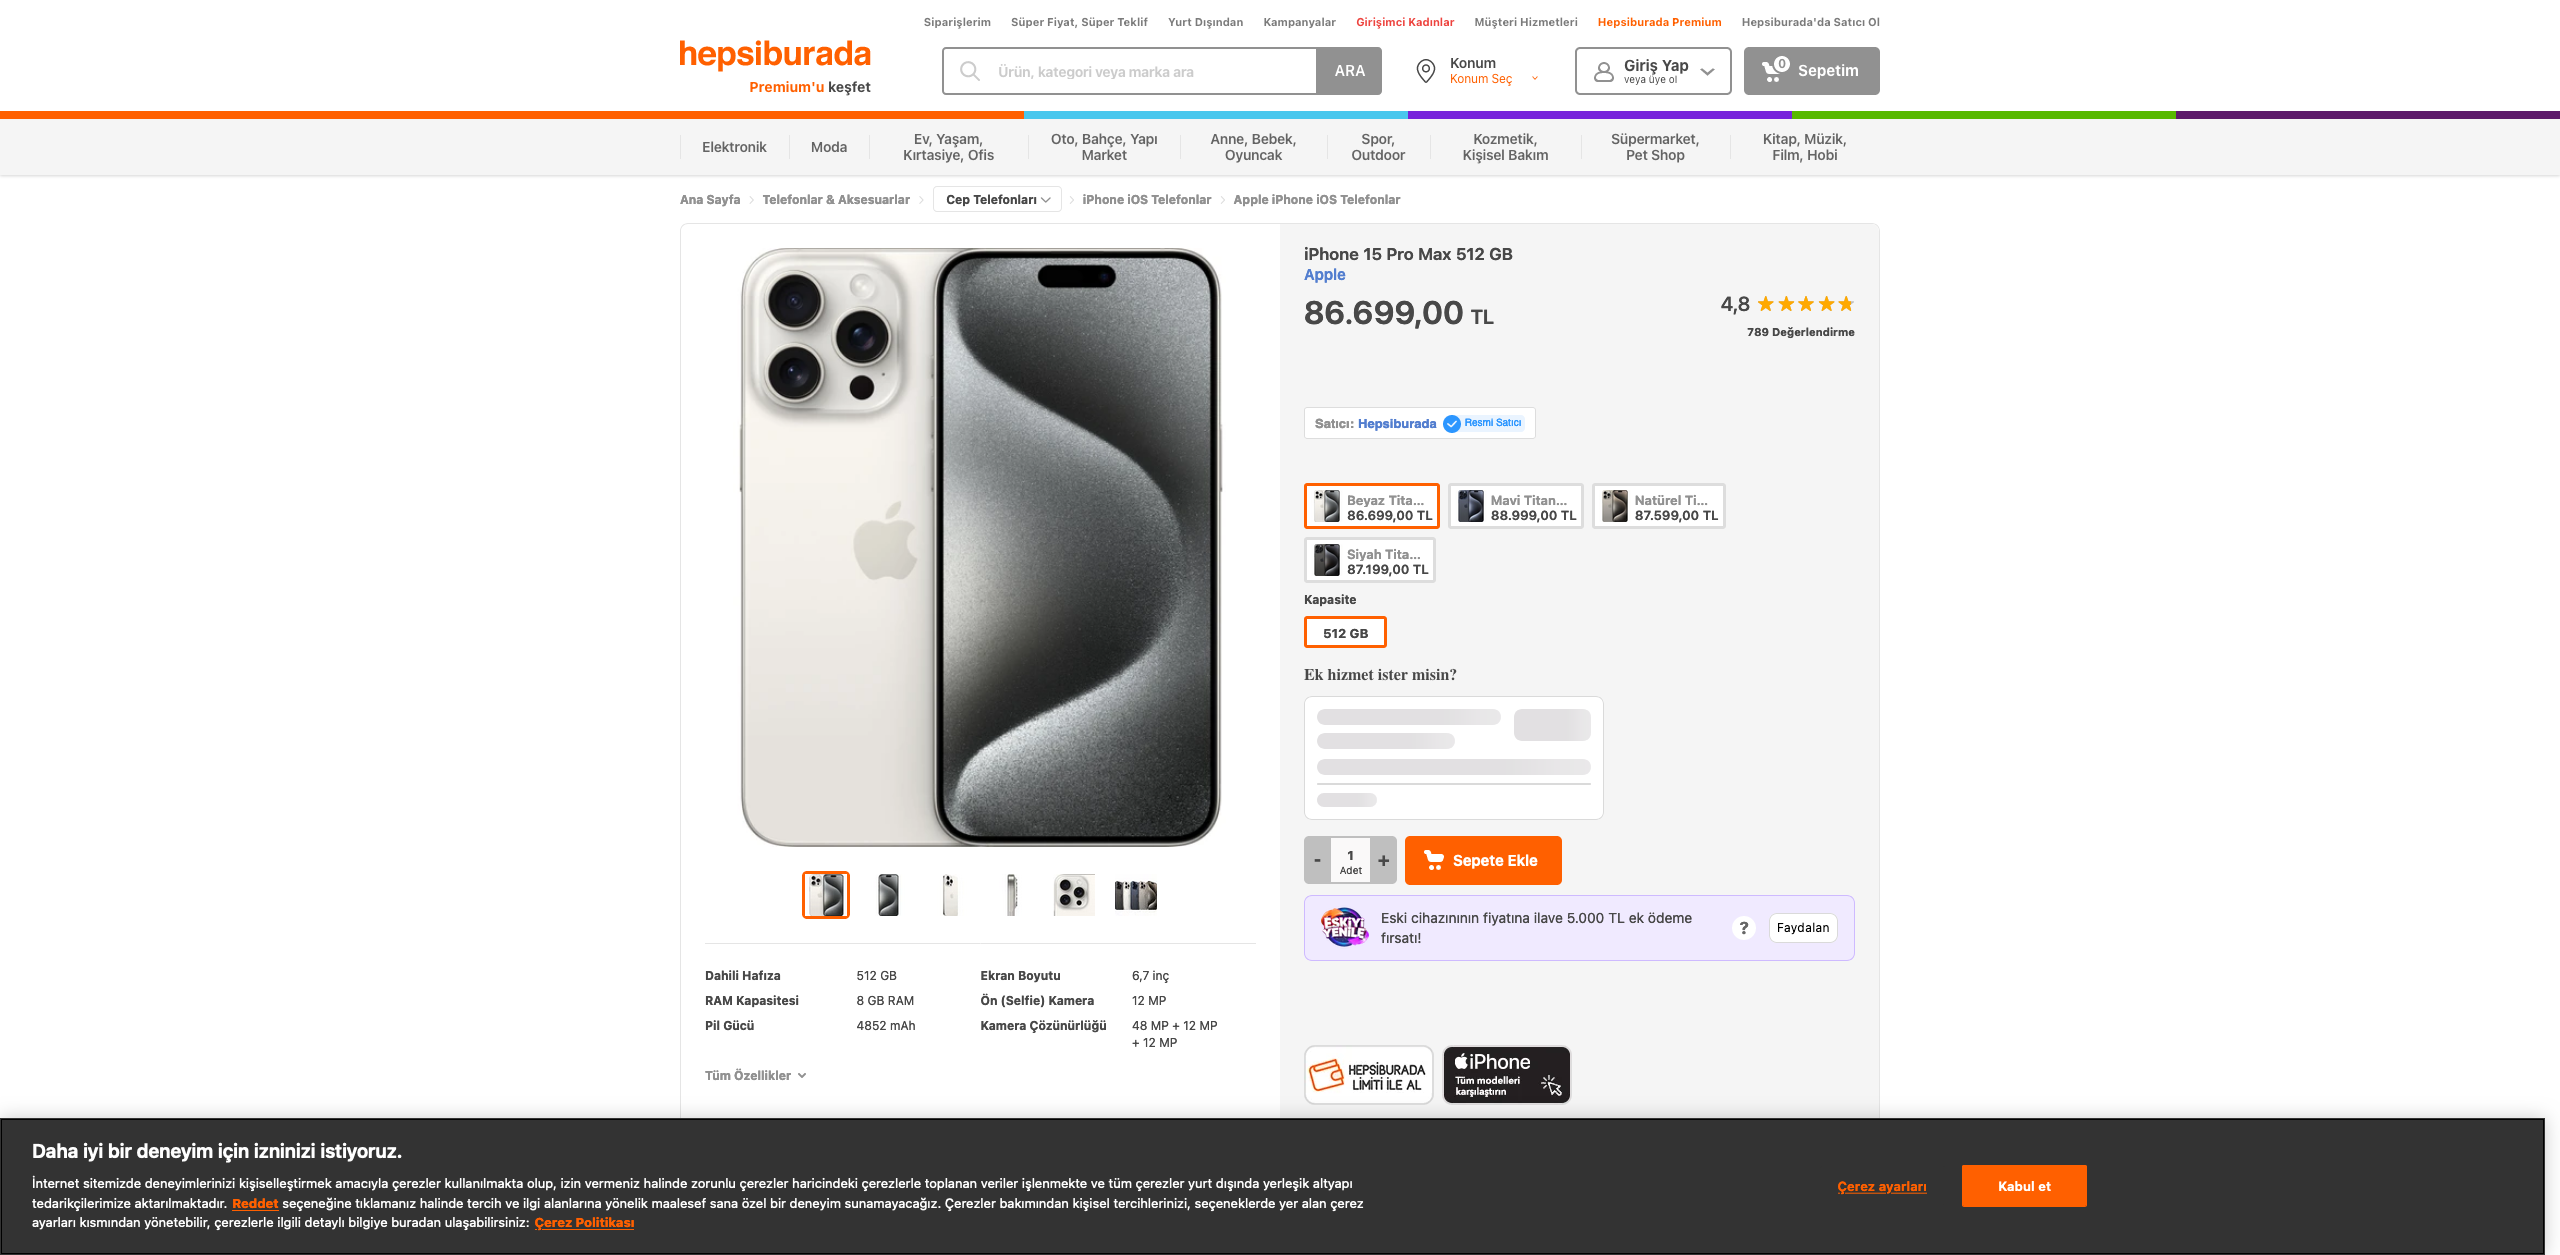 Siparişlerim
Süper Fiyat, Süper Teklif
Yurt Dışından
Kampanyalar
Girişimci Kadınlar
Müşteri Hizmetleri
Hepsiburada Premium
Hepsiburada'da Satıcı Ol
hepsiburada
Premium'u keşfet
Ürün, kategori veya marka ara
ARA
Konum
Konum Seç
Giriş Yap
veya üye ol
0
Sepetim
Elektronik
Moda
Ev, Yaşam,
Kırtasiye, Ofis
Oto, Bahçe, Yapı
Market
Anne, Bebek,
Oyuncak
Spor,
Outdoor
Kozmetik,
Kişisel Bakım
Süpermarket,
Pet Shop
Kitap, Müzik,
Film, Hobi
Ana Sayfa
Telefonlar & Aksesuarlar
Cep Telefonları
iPhone iOS Telefonlar
Apple iPhone iOS Telefonlar
iPhone 15 Pro Max 512 GB
Apple
86.699,00 TL
4,8
789 Değerlendirme
Satıcı: Hepsiburada Resmi Satıcı
Beyaz Tita...
86.699,00 TL
Mavi Titan...
88.999,00 TL
Natürel Ti...
87.599,00 TL
Siyah Tita...
87.199,00 TL
Kapasite
512 GB
Ek hizmet ister misin?
-
1
Adet
+
Sepete Ekle
ESKİYİ
YENİLE
Eski cihazınının fiyatına ilave 5.000 TL ek ödeme
fırsatı!
?
Faydalan
Dahili Hafıza 512 GB
Ekran Boyutu 6,7 inç
RAM Kapasitesi 8 GB RAM
Ön (Selfie) Kamera 12 MP
Pil Gücü 4852 mAh
Kamera Çözünürlüğü 48 MP + 12 MP
+ 12 MP
Tüm Özellikler
HEPSİBURADA
LİMİTİ İLE AL
iPhone
Tüm modelleri
karşılaştırın
Daha iyi bir deneyim için izninizi istiyoruz.
İnternet sitemizde deneyimlerinizi kişiselleştirmek amacıyla çerezler kullanılmakta olup, izin vermeniz halinde zorunlu çerezler haricindeki çerezlerle toplanan veriler işlenmekte ve tüm çerezler yurt dışında yerleşik altyapı
tedarikçilerimize aktarılmaktadır. Reddet seçeneğine tıklamanız halinde tercih ve ilgi alanlarına yönelik maalesef sana özel bir deneyim sunamayacağız. Çerezler bakımından kişisel tercihlerinizi, seçeneklerde yer alan çerez
ayarları kısmından yönetebilir, çerezlerle ilgili detaylı bilgiye buradan ulaşabilirsiniz: Çerez Politikası
Çerez ayarları
Kabul et